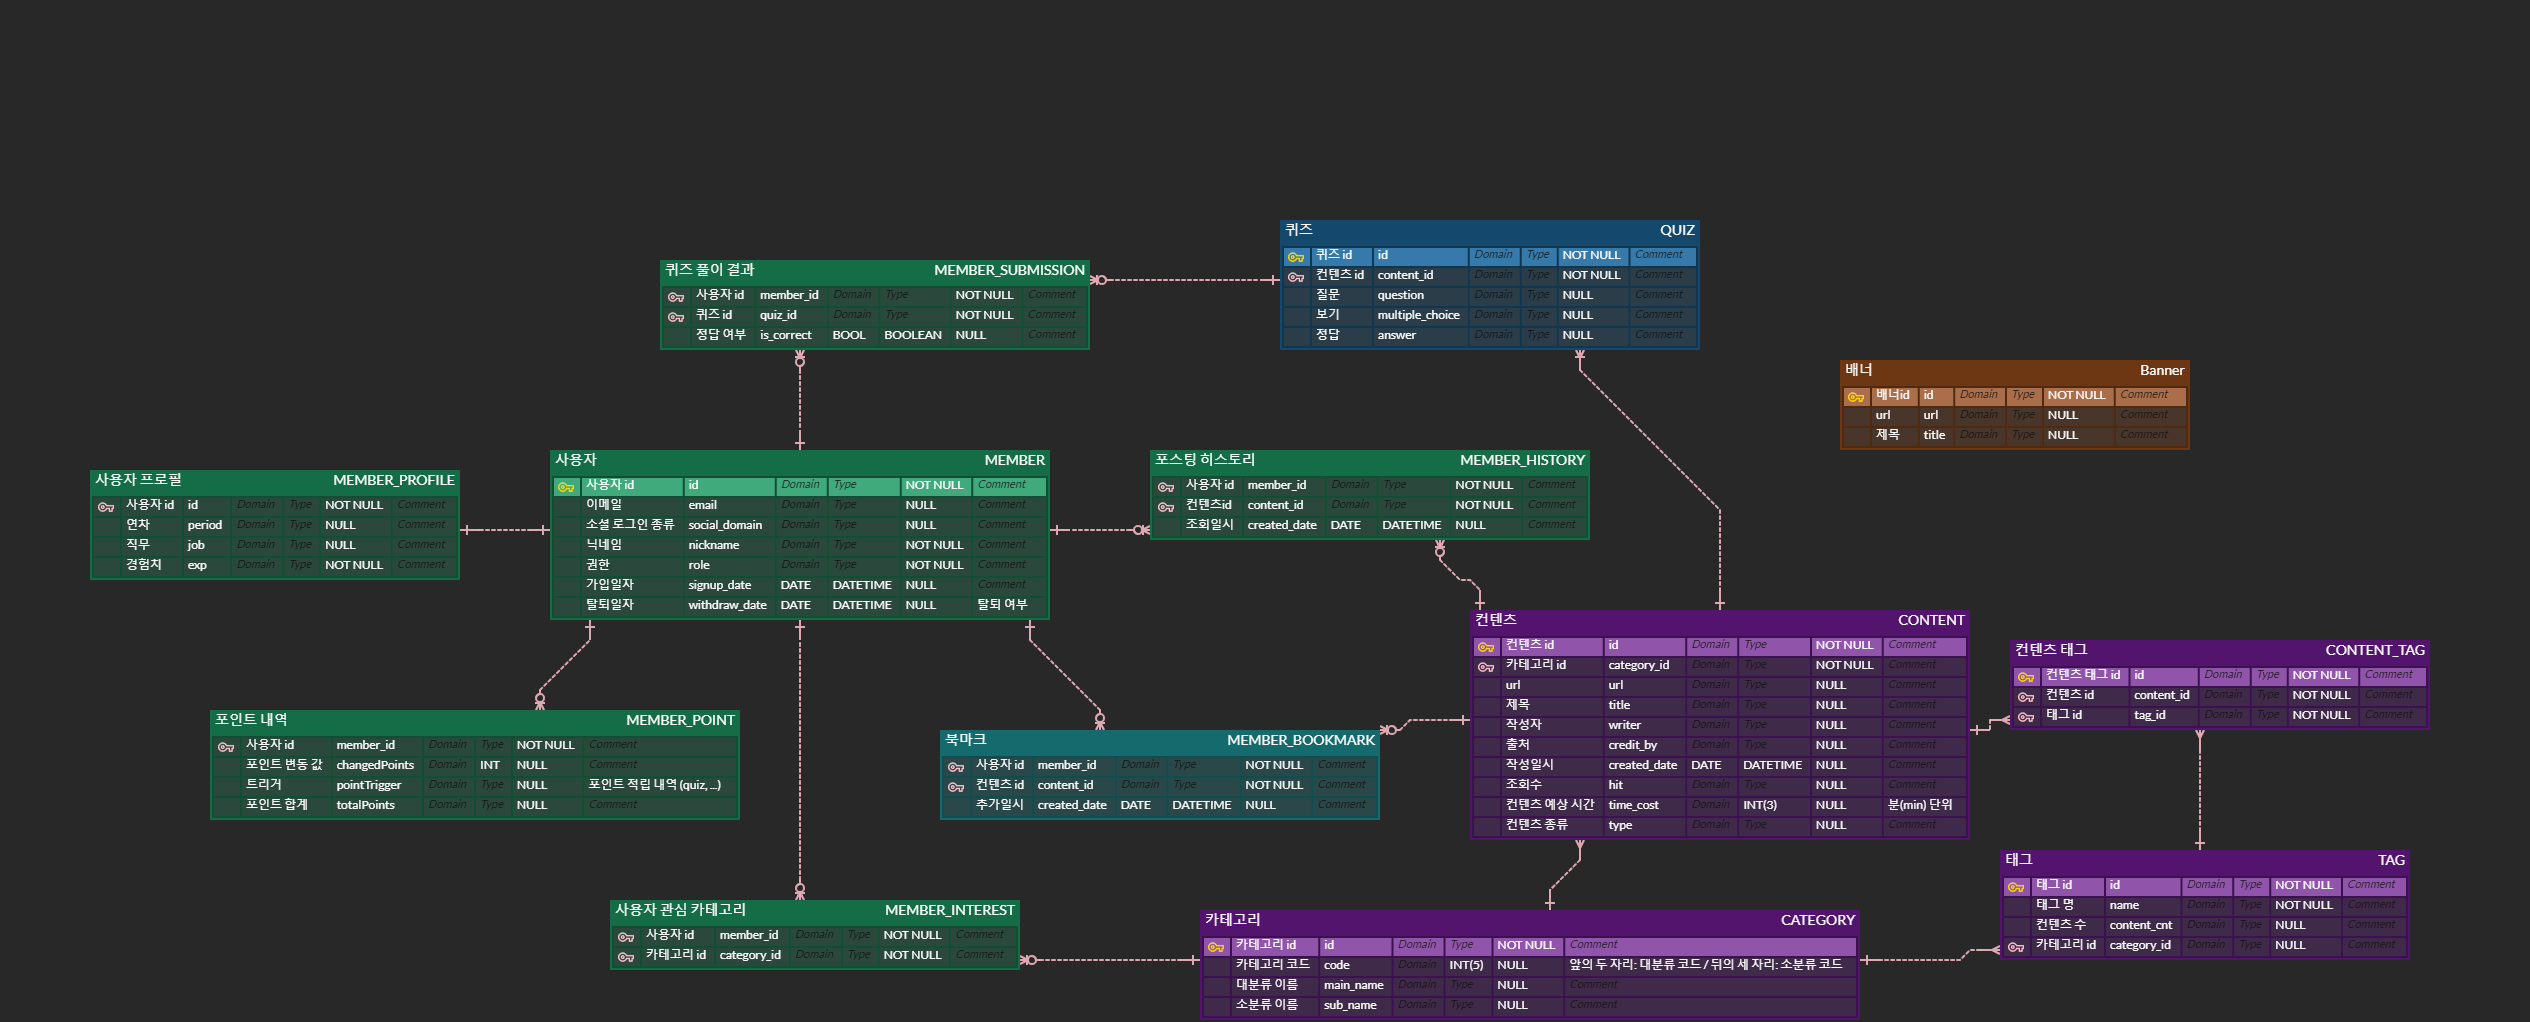 퀴즈 QUIZ
퀴즈 id id Domain Type NOT NULL Comment
컨텐츠 id content_id Domain Type NOT NULL Comment
질문 question Domain Type NULL Comment
보기 multiple_choice Domain Type NULL Comment
정답 answer Domain Type NULL Comment
퀴즈 풀이 결과 MEMBER_SUBMISSION
사용자 id member_id Domain Type NOT NULL Comment
퀴즈 id quiz_id Domain Type NOT NULL Comment
정답 여부 is_correct BOOL BOOLEAN NULL Comment
배너 Banner
배너id id Domain Type NOT NULL Comment
url url Domain Type NULL Comment
제목 title Domain Type NULL Comment
사용자 프로필 MEMBER_PROFILE
사용자 id id Domain Type NOT NULL Comment
연차 period Domain Type NULL Comment
직무 job Domain Type NULL Comment
경험치 exp Domain Type NOT NULL Comment
사용자 MEMBER
사용자 id id Domain Type NOT NULL Comment
이메일 email Domain Type NULL Comment
소셜 로그인 종류 social_domain Domain Type NULL Comment
닉네임 nickname Domain Type NOT NULL Comment
권한 role Domain Type NOT NULL Comment
가입일자 signup_date DATE DATETIME NULL Comment
탈퇴일자 withdraw_date DATE DATETIME NULL 탈퇴 여부
포스팅 히스토리 MEMBER_HISTORY
사용자 id member_id Domain Type NOT NULL Comment
컨텐츠id content_id Domain Type NOT NULL Comment
조회일시 created_date DATE DATETIME NULL Comment
컨텐츠 CONTENT
컨텐츠 id id Domain Type NOT NULL Comment
카테고리 id category_id Domain Type NOT NULL Comment
url url Domain Type NULL Comment
제목 title Domain Type NULL Comment
작성자 writer Domain Type NULL Comment
출처 credit_by Domain Type NULL Comment
작성일시 created_date DATE DATETIME NULL Comment
조회수 hit Domain Type NULL Comment
컨텐츠 예상 시간 time_cost Domain INT(3) NULL 분(min) 단위
컨텐츠 종류 type Domain Type NULL Comment
컨텐츠 태그 CONTENT_TAG
컨텐츠 태그 id id Domain Type NOT NULL Comment
컨텐츠 id content_id Domain Type NOT NULL Comment
태그 id tag_id Domain Type NOT NULL Comment
포인트 내역 MEMBER_POINT
사용자 id member_id Domain Type NOT NULL Comment
포인트 변동 값 changedPoints Domain INT NULL Comment
트리거 pointTrigger Domain Type NULL 포인트 적립 내역 (quiz, ...)
포인트 합계 totalPoints Domain Type NULL Comment
북마크 MEMBER_BOOKMARK
사용자 id member_id Domain Type NOT NULL Comment
컨텐츠 id content_id Domain Type NOT NULL Comment
추가일시 created_date DATE DATETIME NULL Comment
태그 TAG
태그 id id Domain Type NOT NULL Comment
태그 명 name Domain Type NOT NULL Comment
컨텐츠 수 content_cnt Domain Type NULL Comment
카테고리 id category_id Domain Type NULL Comment
사용자 관심 카테고리 MEMBER_INTEREST
사용자 id member_id Domain Type NOT NULL Comment
카테고리 id category_id Domain Type NOT NULL Comment
카테고리 CATEGORY
카테고리 id id Domain Type NOT NULL Comment
카테고리 코드 code Domain INT(5) NULL 앞의 두 자리: 대분류 코드 / 뒤의 세 자리: 소분류 코드
대분류 이름 main_name Domain Type NULL Comment
소분류 이름 sub_name Domain Type NULL Comment